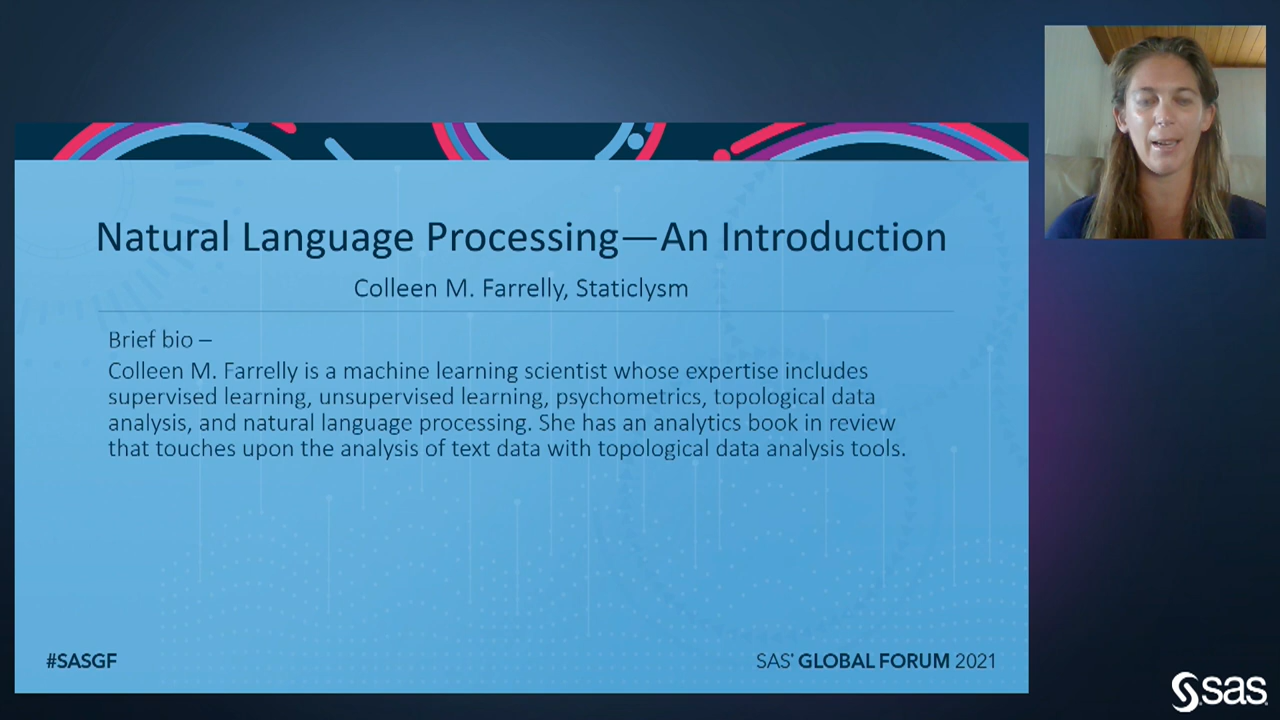 Natural Language Processing—An Introduction
Colleen M. Farrelly, Staticlysm
Brief bio –
Colleen M. Farrelly is a machine learning scientist whose expertise includes
supervised learning, unsupervised learning, psychometrics, topological data
analysis, and natural language processing. She has an analytics book in review
that touches upon the analysis of text data with topological data analysis tools.
#SASGF
SAS® GLOBAL FORUM 2021
sas